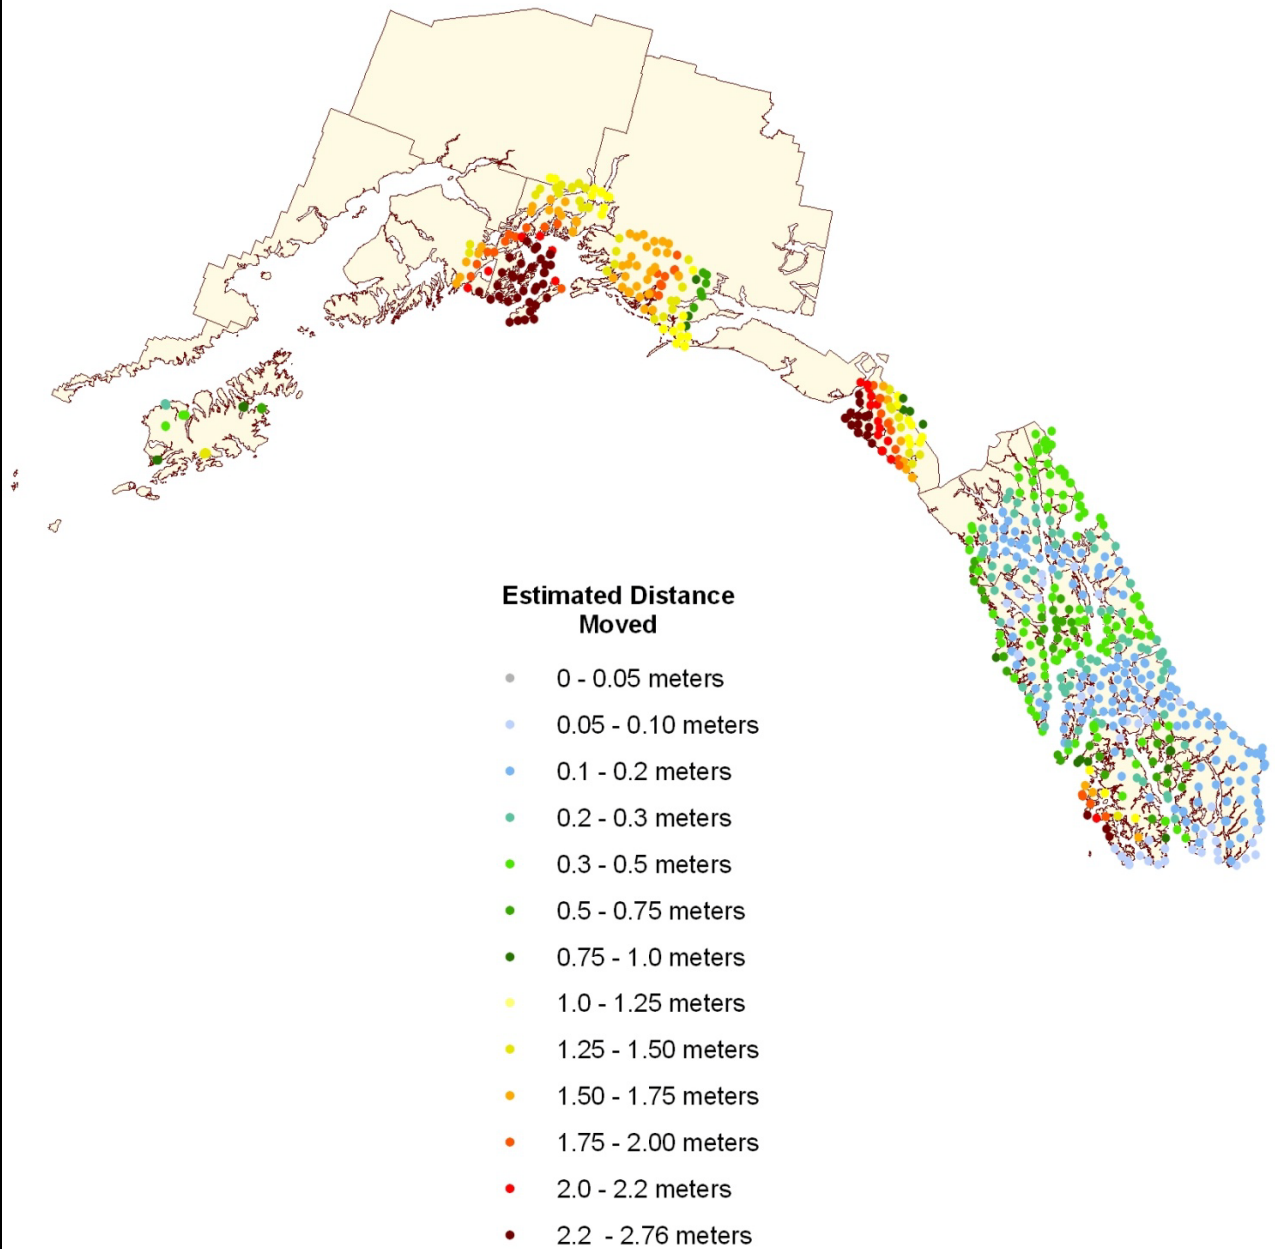 Estimated Distance
Moved
0 - 0.05 meters
0.05 - 0.10 meters
0.1 - 0.2 meters
0.2 - 0.3 meters
0.3 - 0.5 meters
0.5 - 0.75 meters
0.75 - 1.0 meters
1.0 - 1.25 meters
1.25 - 1.50 meters
1.50 - 1.75 meters
1.75 - 2.00 meters
2.0 - 2.2 meters
2.2 - 2.76 meters